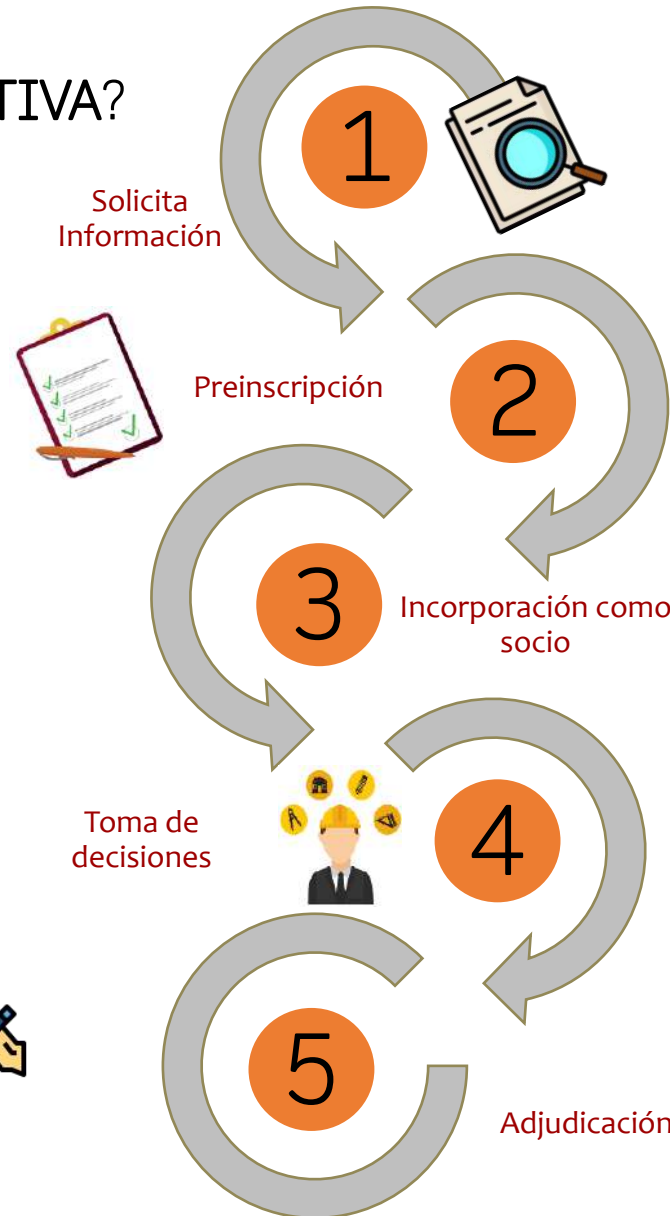 TIVA?
1
Solicita
Información
Preinscripción
2
3
Incorporación como
socio
Toma de
decisiones
4
5
Adjudicación